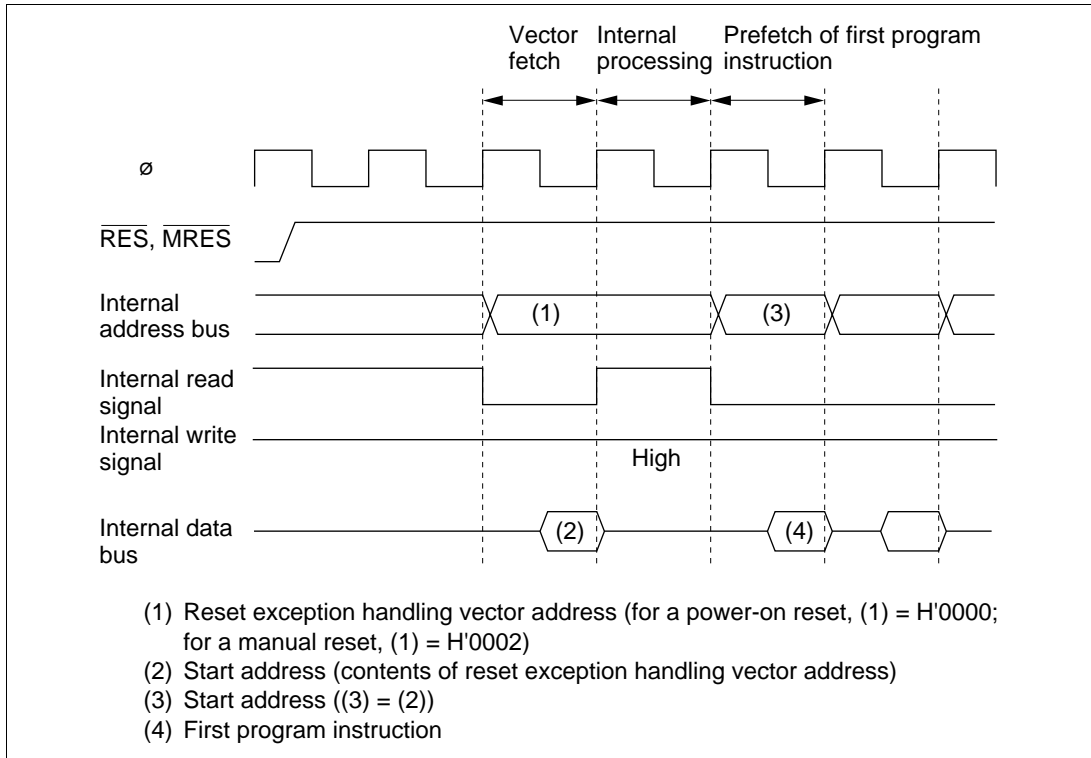 Vector fetch
Internal processing
Prefetch of first program instruction
ø
RES, MRES
Internal address bus
(1)
(3)
Internal read signal
Internal write signal
High
Internal data bus
(2)
(4)
(1) Reset exception handling vector address (for a power-on reset, (1) = H'0000;
for a manual reset, (1) = H'0002)
(2) Start address (contents of reset exception handling vector address)
(3) Start address ((3) = (2))
(4) First program instruction